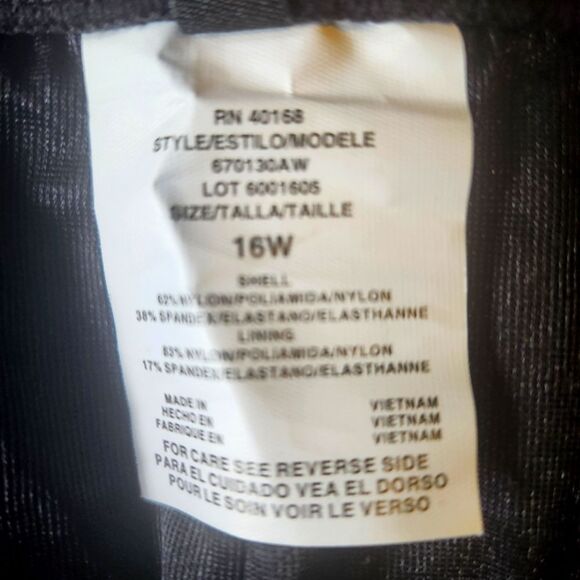 RN 40168
STYLE/ESTILO/MODELE
670130AW
LOT 6001605
SIZE/TALLA/TAILLE
16W
SHELL
62% NYLON/POLIAMIDA/NYLON
38% SPANDEX/ELASTANO/ELASTHANNE
LINING
83% NYLON/POLIAMIDA/NYLON
17% SPANDEX/ELASTANO/ELASTHANNE
MADE IN VIETNAM
HECHO EN VIETNAM
FABRIQUE EN VIETNAM
FOR CARE SEE REVERSE SIDE
PARA EL CUIDADO VEA EL DORSO
POUR LE SOIN VOIR LE VERSO